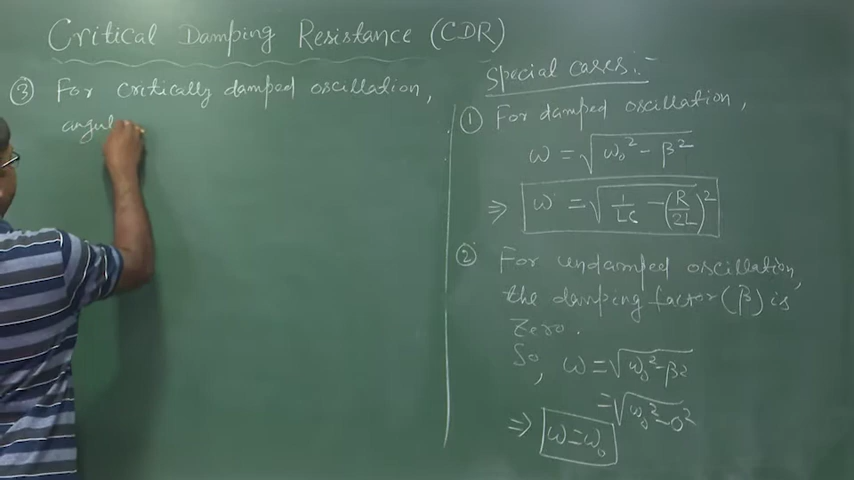 Critical Damping Resistance (CDR)
③ For critically damped oscillation,
angul
Special cases:-
① For damped oscillation,
ω = √(ω₀² - β²)
⇒ ω = √(1/LC - (R/2L)²)
② For undamped oscillation,
the damping factor (β) is
Zero.
So, ω = √(ω₀² - β²)
= √(ω₀² - 0²)
⇒ ω = ω₀